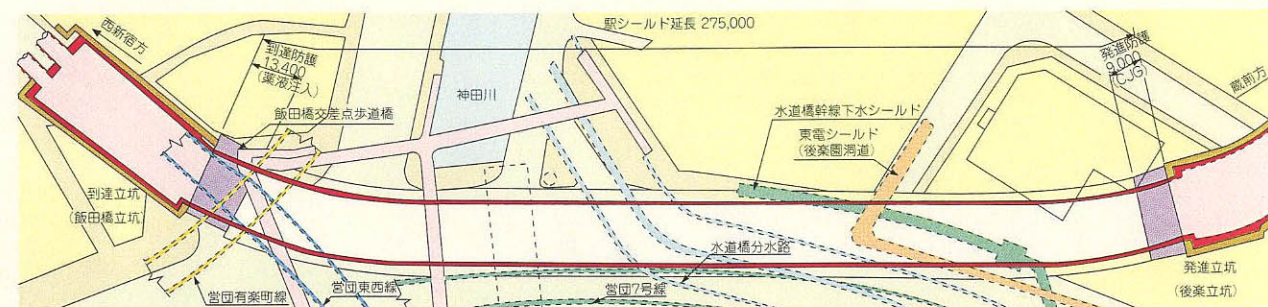 駅シールド延長 275,000
西新宿方
到達防護
13,400
(薬液注入)
飯田橋交差点歩道橋
神田川
水道橋幹線下水シールド
東電シールド
(後楽園洞道)
発進防護
9,000
(CJG)
蔵前方
到達立坑
(飯田橋立坑)
営団有楽町線
営団東西線
営団7号線
水道橋分水路
発進立坑
(後楽立坑)